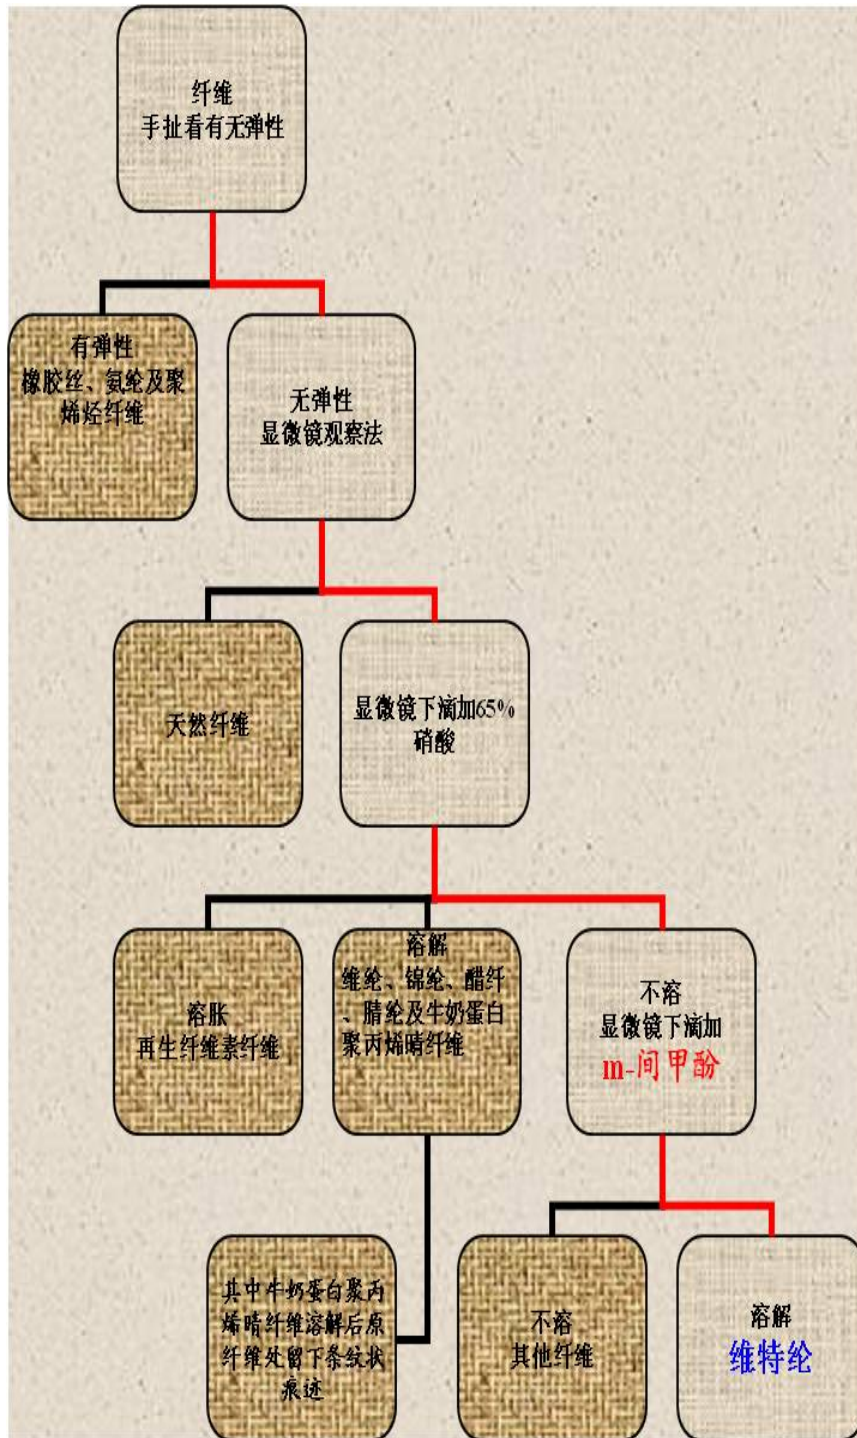 纤维
手扯看有无弹性
有弹性
橡胶丝、氨纶及聚
烯烃纤维
无弹性
显微镜观察法
天然纤维
显微镜下滴加65%
硝酸
溶胀
再生纤维素纤维
溶解
维纶、锦纶、醋纤
、腈纶及牛奶蛋白
聚丙烯晴纤维
不溶
显微镜下滴加
m-间甲酚
其中牛奶蛋白聚丙
烯晴纤维溶解后原
纤维处留下条纹状
痕迹
不溶
其他纤维
溶解
维特纶